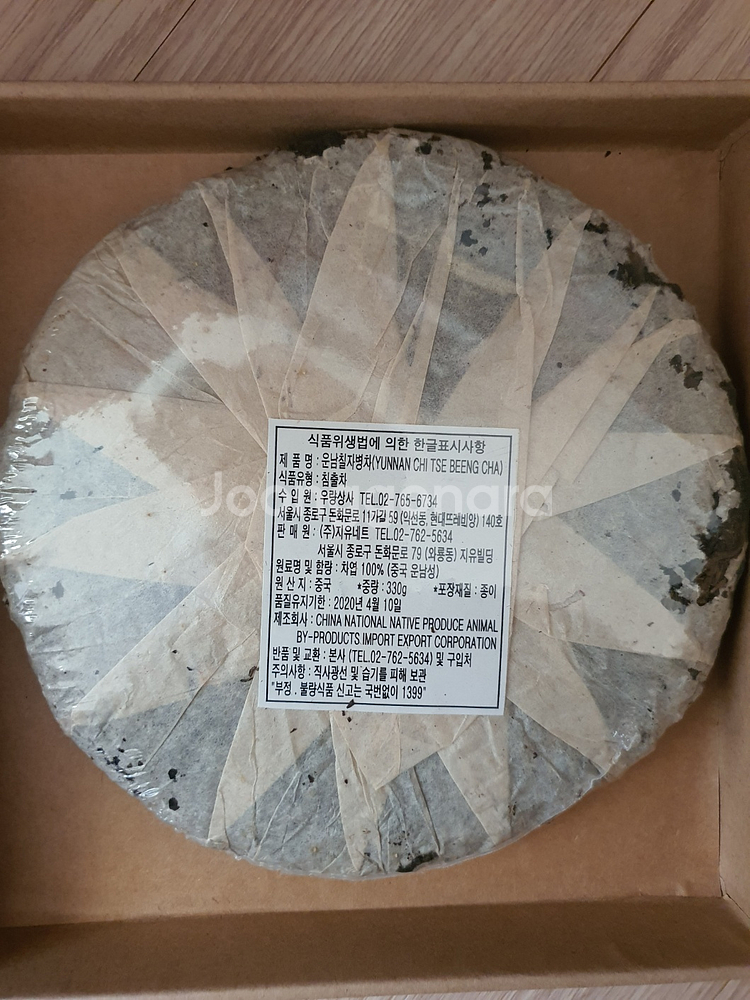 식품위생법에 의한 한글표시사항
제 품 명 : 운남칠자병차(YUNNAN CHI TSE BEENG CHA)
식품유형 : 침출차
수 입 원 : 우람상사 TEL.02-765-6734
서울시 종로구 돈화문로 11가길 59 (익선동, 현대뜨레비앙) 140호
판 매 원 : (주)지유네트 TEL.02-762-5634
서울시 종로구 돈화문로 79 (와룡동) 지유빌딩
원료명 및 함량 : 차엽 100% (중국 운남성)
원 산 지 : 중국 *중량 : 330g *포장재질 : 종이
품질유지기한 : 2020년 4월 10일
제조회사 : CHINA NATIONAL NATIVE PRODUCE ANIMAL
BY-PRODUCTS IMPORT EXPORT CORPORATION
반품 및 교환 : 본사 (TEL.02-762-5634) 및 구입처
주의사항 : 직사광선 및 습기를 피해 보관
"부정 . 불량식품 신고는 국번없이 1399"
Joonggonara